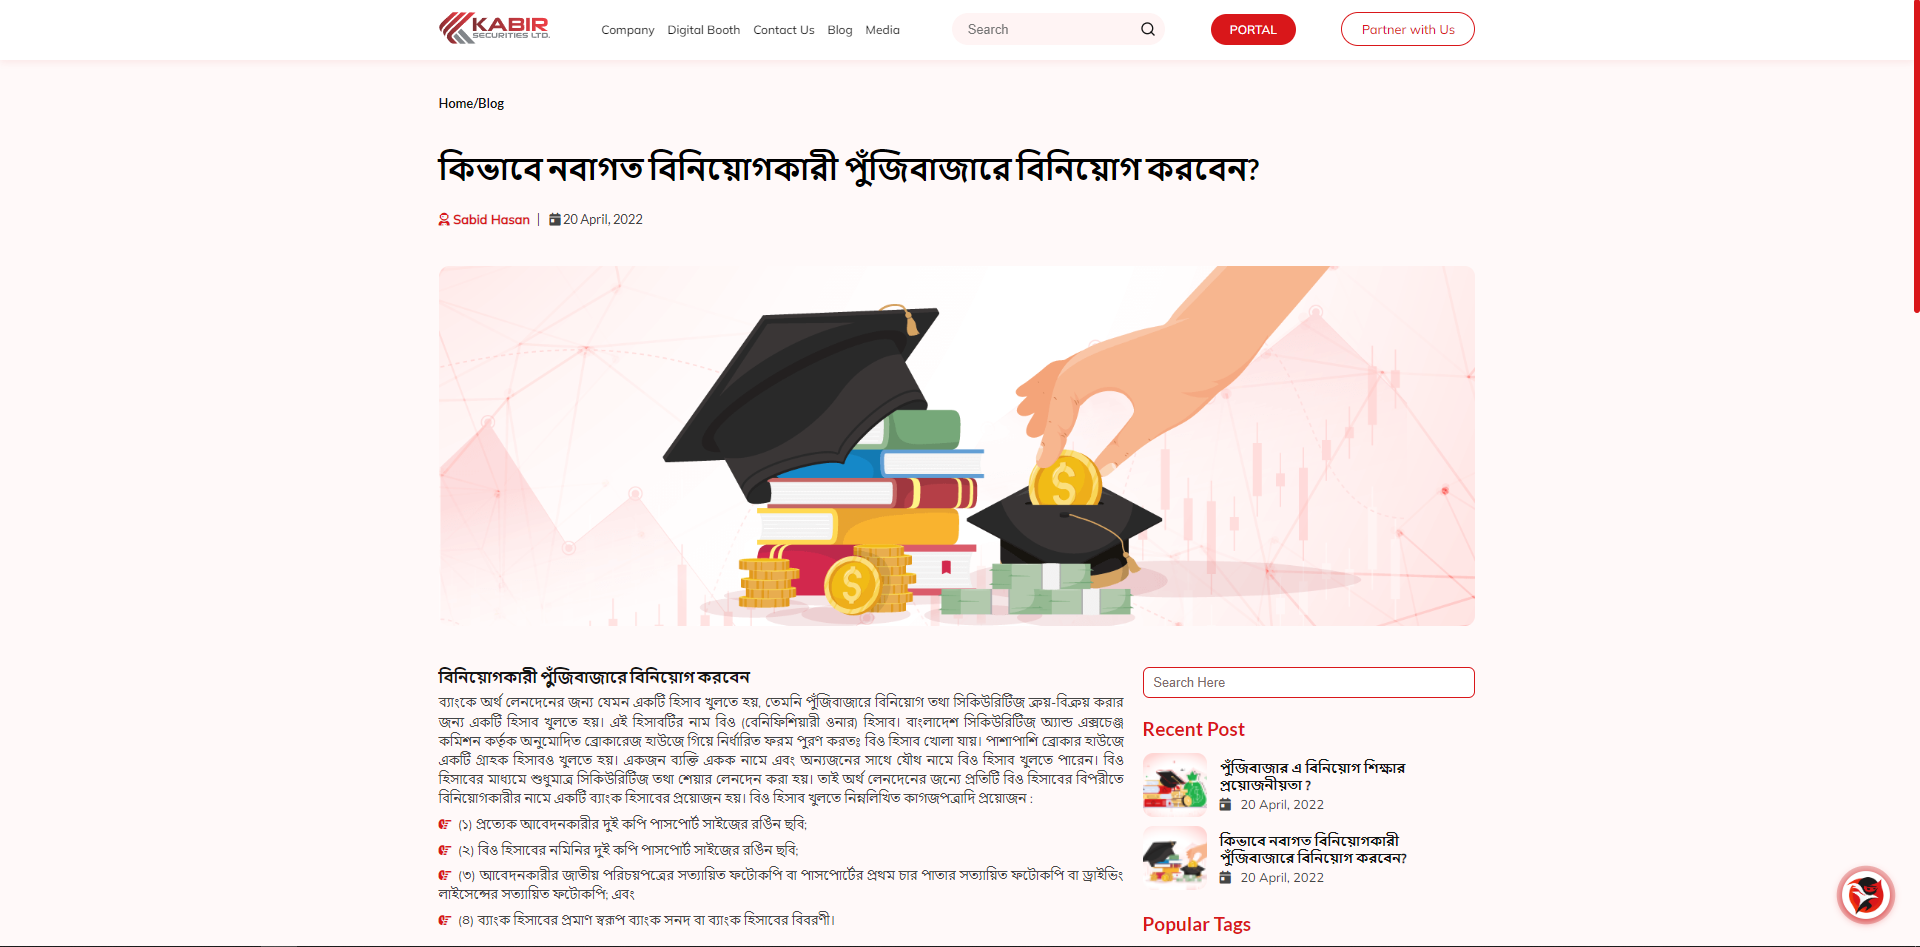 KABIR
SECURITIES LTD.
Company Digital Booth Contact Us Blog Media
Search
PORTAL
Partner with Us
Home/Blog
কিভাবে নবাগত বিনিয়োগকারী পুঁজিবাজারে বিনিয়োগ করবেন?
Sabid Hasan | 20 April, 2022
বিনিয়োগকারী পুঁজিবাজারে বিনিয়োগ করবেন
ব্যাংকে অর্থ লেনদেনের জন্য যেমন একটি হিসাব খুলতে হয়, তেমনি পুঁজিবাজারে বিনিয়োগ তথা সিকিউরিটিজ ক্রয়-বিক্রয় করার
জন্য একটি হিসাব খুলতে হয়। এই হিসাবটির নাম বিও (বেনিফিশিয়ারী ওনার) হিসাব। বাংলাদেশ সিকিউরিটিজ অ্যান্ড এক্সচেঞ্জ
কমিশন কর্তৃক অনুমোদিত ব্রোকারেজ হাউজে গিয়ে নির্ধারিত ফরম পুরণ করতঃ বিও হিসাব খোলা যায়। পাশাপাশি ব্রোকার হাউজে
একটি গ্রাহক হিসাবও খুলতে হয়। একজন ব্যক্তি একক নামে এবং অন্যজনের সাথে যৌথ নামে বিও হিসাব খুলতে পারেন। বিও
হিসাবের মাধ্যমে শুধুমাত্র সিকিউরিটিজ তথা শেয়ার লেনদেন করা হয়। তাই অর্থ লেনদেনের জন্যে প্রতিটি বিও হিসাবের বিপরীতে
বিনিয়োগকারীর নামে একটি ব্যাংক হিসাবের প্রয়োজন হয়। বিও হিসাব খুলতে নিম্নলিখিত কাগজপত্রাদি প্রয়োজন :
(১) প্রত্যেক আবেদনকারীর দুই কপি পাসপোর্ট সাইজের রঙিন ছবি;
(২) বিও হিসাবের নমিনির দুই কপি পাসপোর্ট সাইজের রঙিন ছবি;
(৩) আবেদনকারীর জাতীয় পরিচয়পত্রের সত্যায়িত ফটোকপি বা পাসপোর্টের প্রথম চার পাতার সত্যায়িত ফটোকপি বা ড্রাইভিং
লাইসেন্সের সত্যায়িত ফটোকপি; এবং
(৪) ব্যাংক হিসাবের প্রমাণ স্বরূপ ব্যাংক সনদ বা ব্যাংক হিসাবের বিবরণী।
Search Here
Recent Post
পুঁজিবাজার এ বিনিয়োগ শিক্ষার
প্রয়োজনীয়তা ?
20 April, 2022
কিভাবে নবাগত বিনিয়োগকারী
পুঁজিবাজারে বিনিয়োগ করবেন?
20 April, 2022
Popular Tags